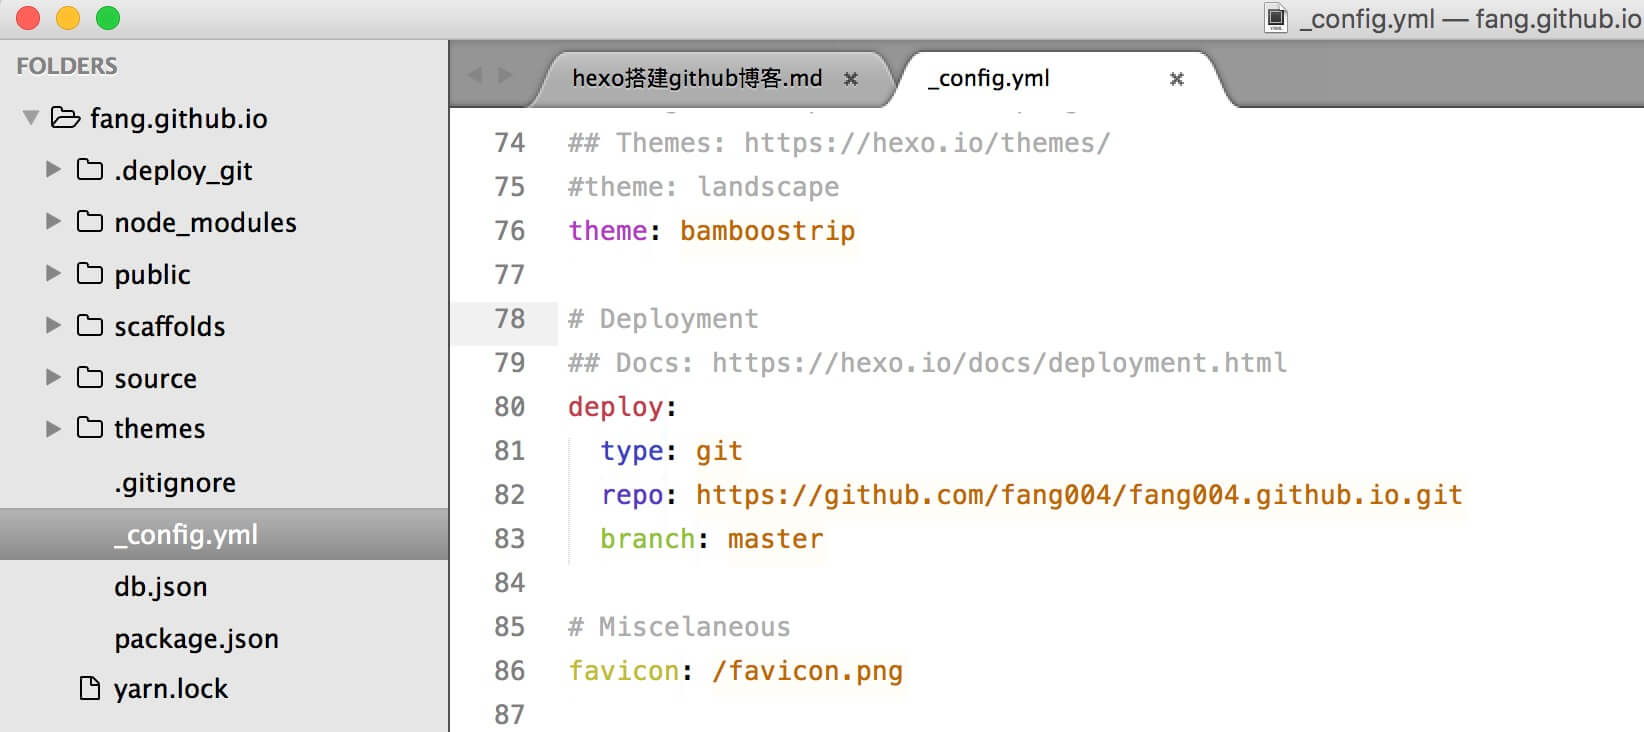 _config.yml — fang.github.io
FOLDERS
fang.github.io
.deploy_git
node_modules
public
scaffolds
source
themes
.gitignore
_config.yml
db.json
package.json
yarn.lock
hexo搭建github博客.md
_config.yml
74 ## Themes: https://hexo.io/themes/
75 #theme: landscape
76 theme: bamboostrip
77
78 # Deployment
79 ## Docs: https://hexo.io/docs/deployment.html
80 deploy:
81 type: git
82 repo: https://github.com/fang004/fang004.github.io.git
83 branch: master
84
85 # Miscelaneous
86 favicon: /favicon.png
87